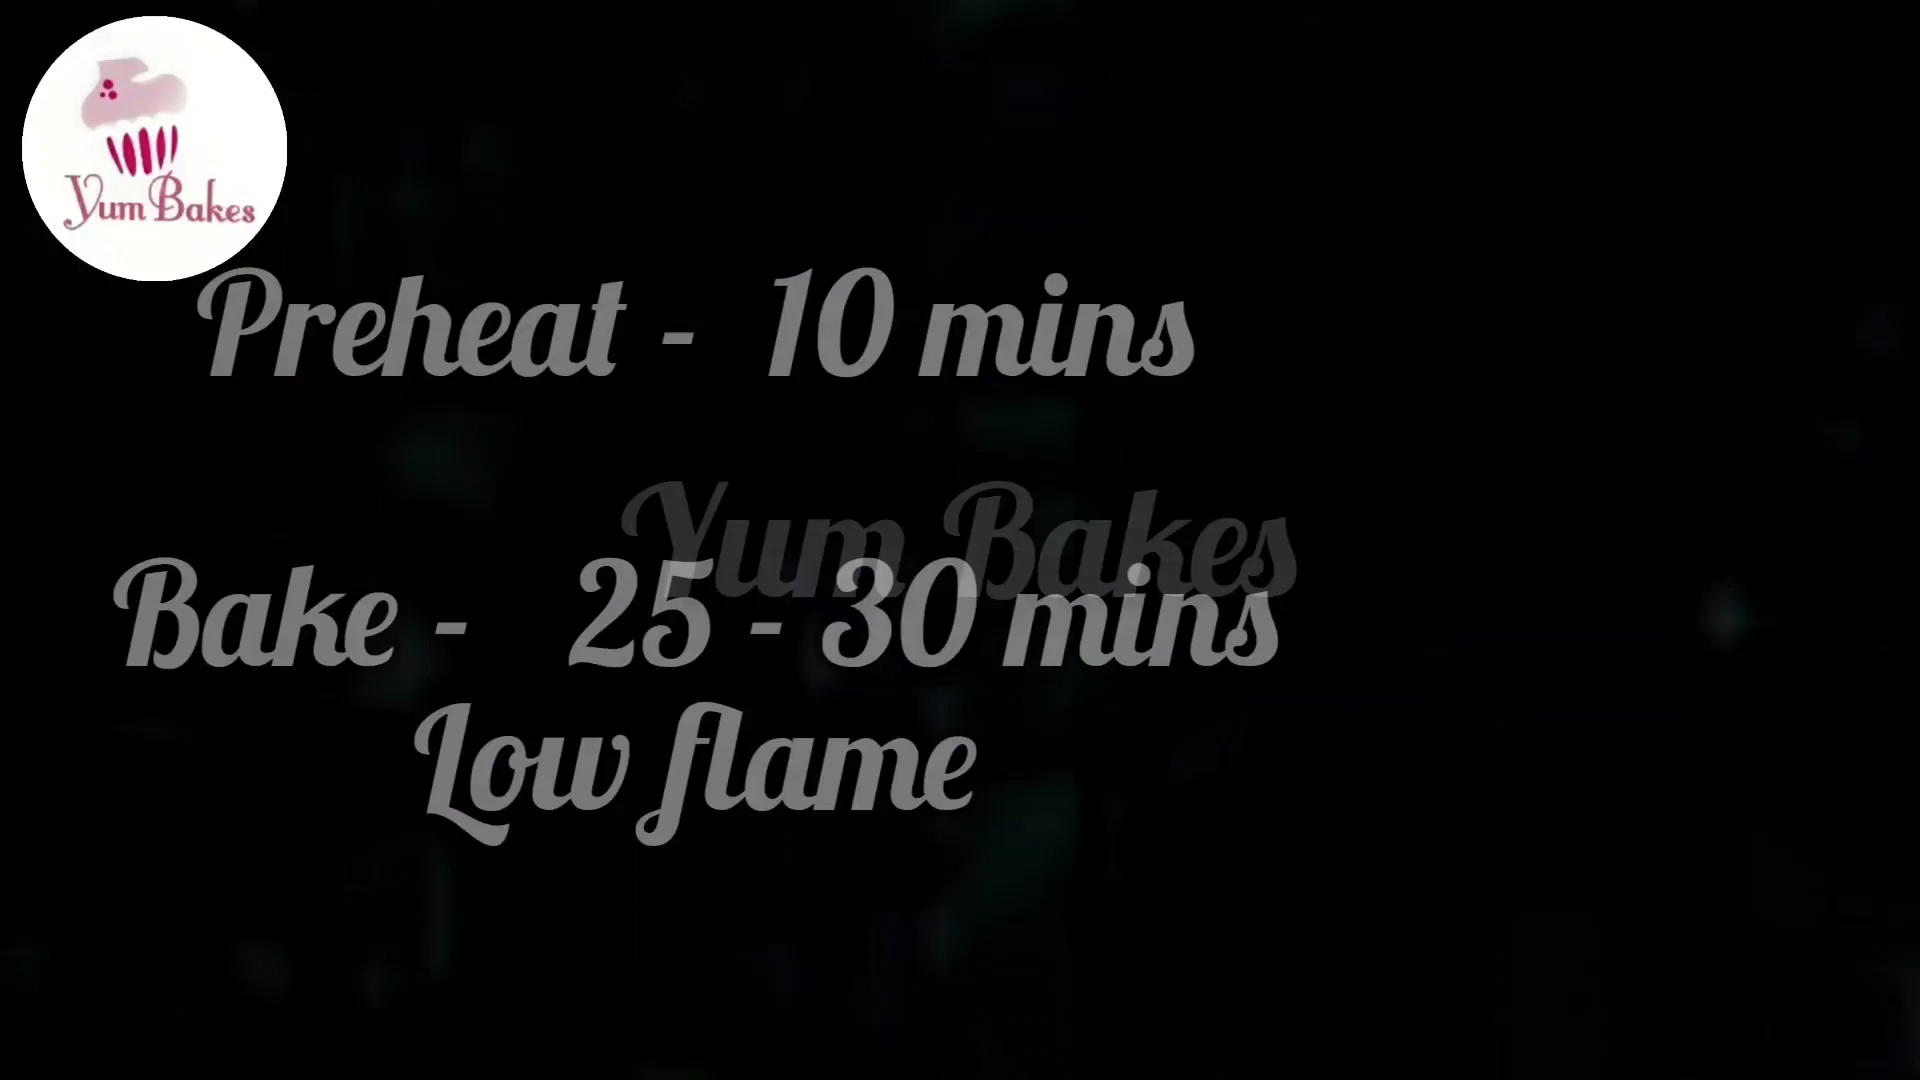 Yum Bakes
Preheat - 10 mins
Yum Bakes
Bake - 25 - 30 mins
Low flame